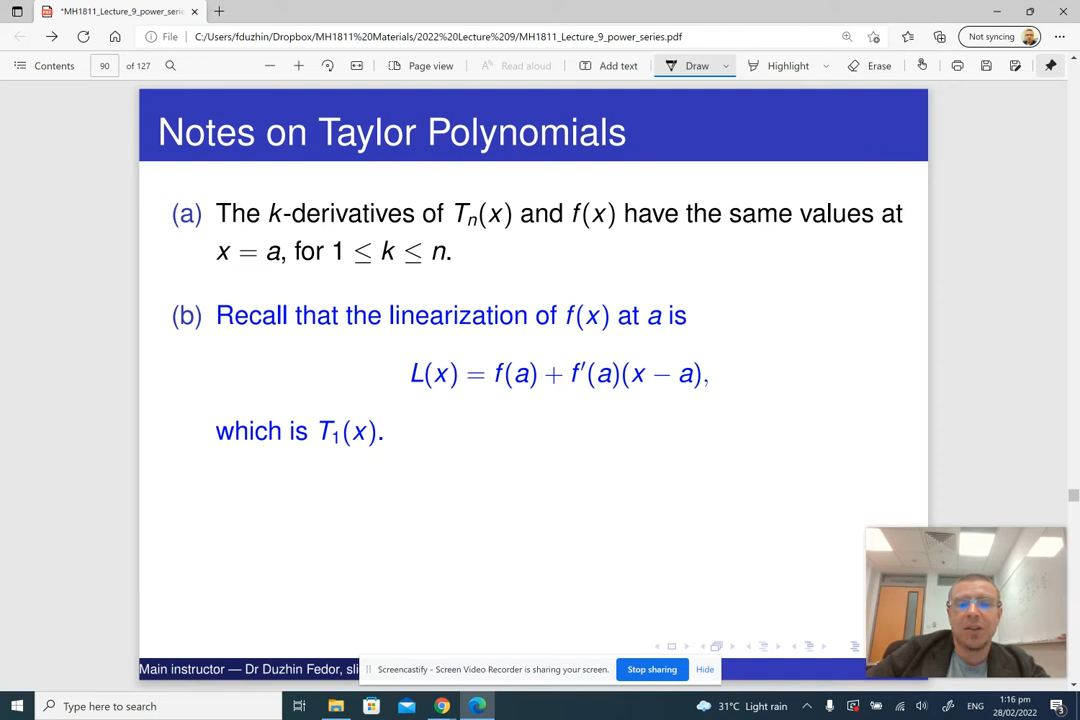 *MH1811_Lecture_9_power_serie
File C:/Users/fduzhin/Dropbox/MH1811%20Materials/2022%20Lecture%209/MH1811_Lecture_9_power_series.pdf Not syncing
Contents 90 of 127 Page view Read aloud Add text Draw Highlight Erase
Notes on Taylor Polynomials
(a) The k-derivatives of Tₙ(x) and f(x) have the same values at
x = a, for 1 ≤ k ≤ n.
(b) Recall that the linearization of f(x) at a is
L(x) = f(a) + f′(a)(x − a),
which is T₁(x).
Main instructor — Dr Duzhin Fedor, sli
Screencastify - Screen Video Recorder is sharing your screen. Stop sharing Hide
Type here to search 31°C Light rain ENG 1:16 pm
28/02/2022 3